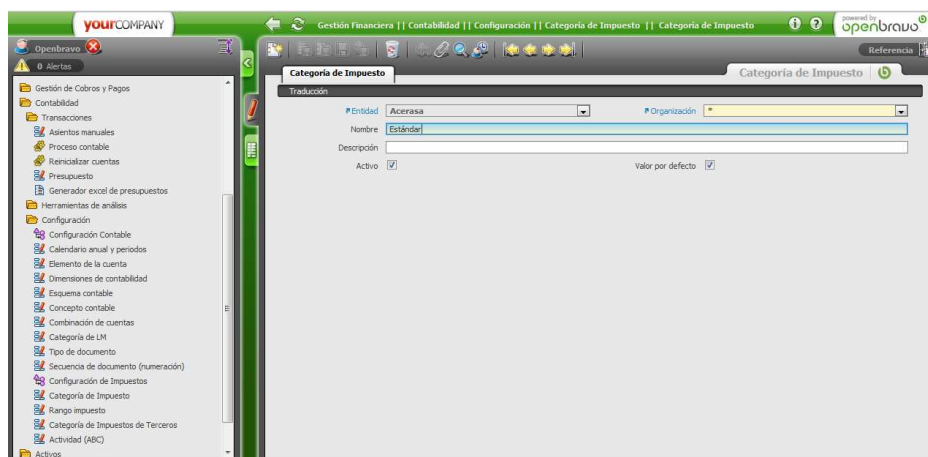 yourCOMPANY
Gestión Financiera || Contabilidad || Configuración || Categoría de Impuesto || Categoría de Impuesto
powered by
openbravo
Openbravo
Referencia
0 Alertas
Categoría de Impuesto
Categoría de Impuesto
Traducción
Entidad Acerasa
Organización *
Nombre Estándar
Descripción
Activo
Valor por defecto
Gestión de Cobros y Pagos
Contabilidad
Transacciones
Asientos manuales
Proceso contable
Reinicializar cuentas
Presupuesto
Generador excel de presupuestos
Herramientas de análisis
Configuración
Configuración Contable
Calendario anual y periodos
Elemento de la cuenta
Dimensiones de contabilidad
Esquema contable
Concepto contable
Combinación de cuentas
Categoría de LM
Tipo de documento
Secuencia de documento (numeración)
Configuración de Impuestos
Categoría de Impuesto
Rango impuesto
Categoría de Impuestos de Terceros
Actividad (ABC)
Activos